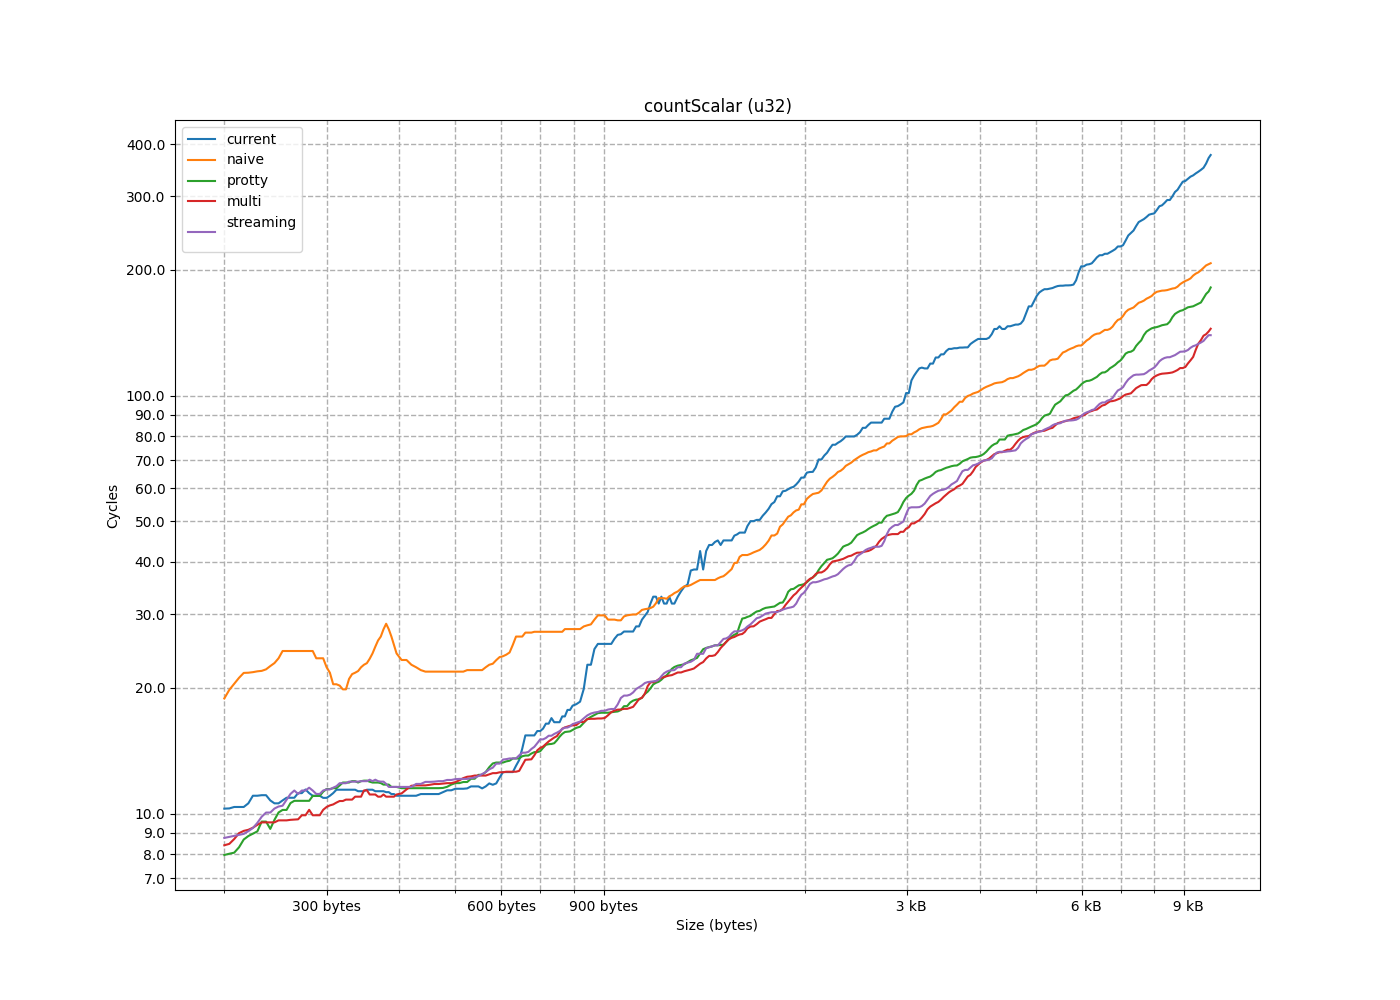 countScalar (u32)
current
naive
protty
multi
streaming
400.0
300.0
200.0
100.0
90.0
80.0
70.0
60.0
50.0
40.0
30.0
20.0
10.0
9.0
8.0
7.0
Cycles
300 bytes 600 bytes 900 bytes 3 kB 6 kB 9 kB
Size (bytes)